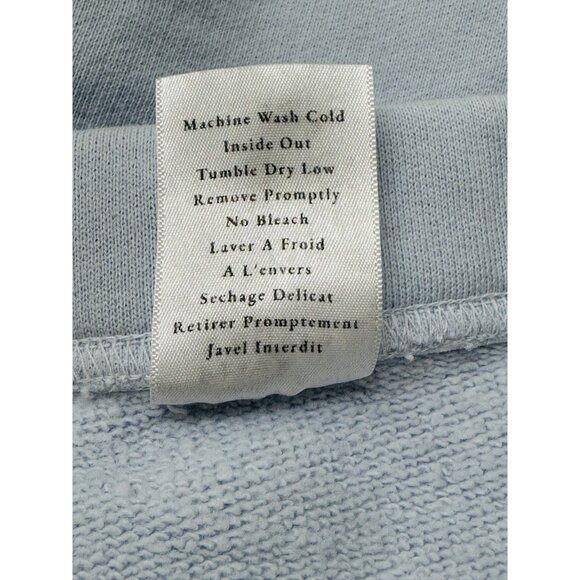 Machine Wash Cold
Inside Out
Tumble Dry Low
Remove Promptly
No Bleach
Laver A Froid
A L'envers
Sechage Delicat
Retirer Promptement
Javel Interdit